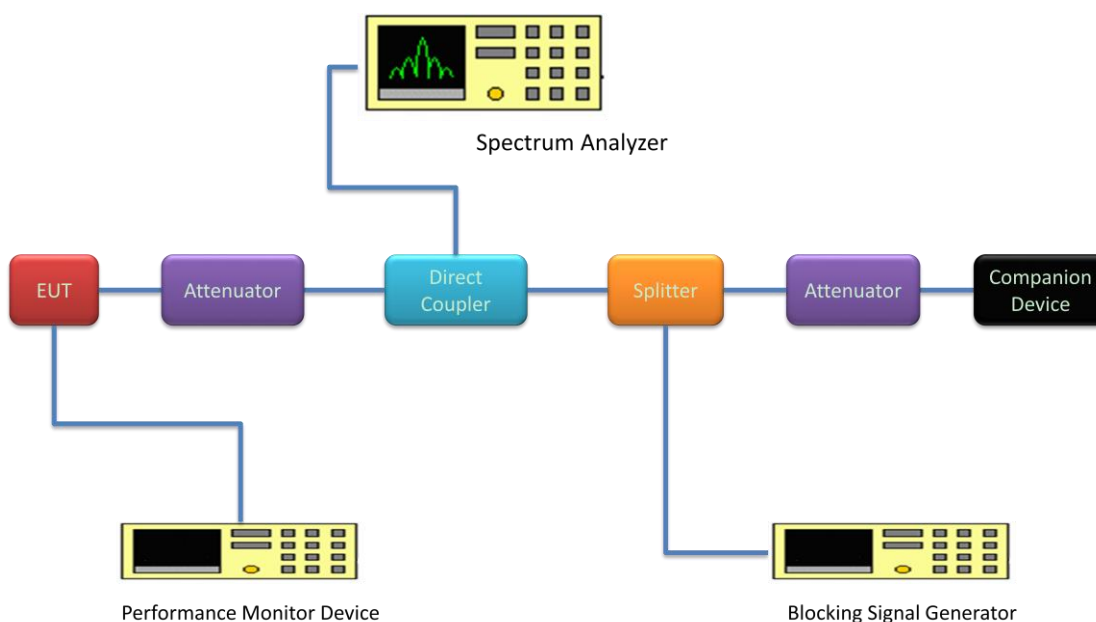 Spectrum Analyzer
EUT
Attenuator
Direct
Coupler
Splitter
Attenuator
Companion
Device
Performance Monitor Device
Blocking Signal Generator